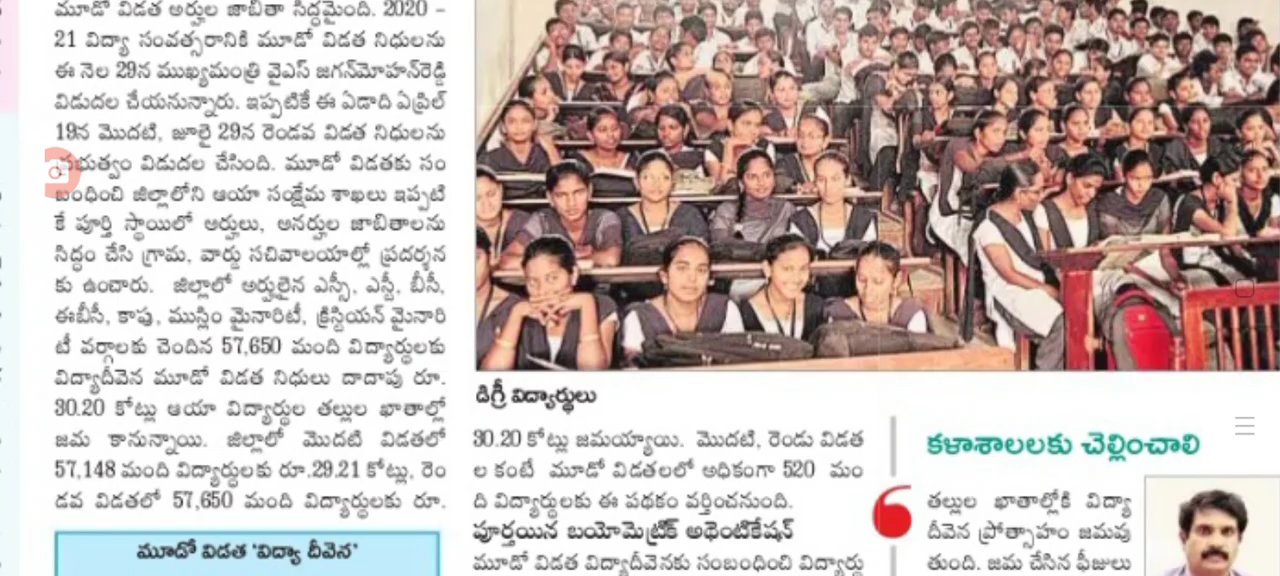 మూడో విడత అర్హుల జాబితా సిద్ధమైంది. 2020 –
21 విద్యా సంవత్సరానికి మూడో విడత నిధులను
ఈ నెల 29న ముఖ్యమంత్రి వైఎస్ జగన్‌మోహన్‌రెడ్డి
విడుదల చేయనున్నారు. ఇప్పటికే ఈ ఏడాది ఏప్రిల్
19న మొదటి, జూలై 29న రెండవ విడత నిధులను
ప్రభుత్వం విడుదల చేసింది. మూడో విడతకు సం
బంధించి జిల్లాలోని ఆయా సంక్షేమ శాఖలు ఇప్పటి
కే పూర్తి స్థాయిలో అర్హులు, అనర్హుల జాబితాలను
సిద్ధం చేసి గ్రామ, వార్డు సచివాలయాల్లో ప్రదర్శన
కు ఉంచారు. జిల్లాలో అర్హులైన ఎస్సీ, ఎస్టీ, బీసీ,
ఈబీసీ, కాపు, ముస్లిం మైనారిటీ, క్రిస్టియన్ మైనారి
టీ వర్గాలకు చెందిన 57,650 మంది విద్యార్థులకు
విద్యాదీవెన మూడో విడత నిధులు దాదాపు రూ.
30.20 కోట్లు ఆయా విద్యార్థుల తల్లుల ఖాతాల్లో
జమ కానున్నాయి. జిల్లాలో మొదటి విడతలో
57,148 మంది విద్యార్థులకు రూ.29.21 కోట్లు, రెం
డవ విడతలో 57,650 మంది విద్యార్థులకు రూ.
మూడో విడత ‘విద్యా దీవెన’
డిగ్రీ విద్యార్థులు
30.20 కోట్లు జమయ్యాయి. మొదటి, రెండు విడత
ల కంటే మూడో విడతలలో అధికంగా 520 మం
ది విద్యార్థులకు ఈ పథకం వర్తించనుంది.
పూర్తయిన బయోమెట్రిక్ అథెంటికేషన్
మూడో విడత విద్యాదీవెనకు సంబంధించి విద్యార్థు
కళాశాలలకు చెల్లించాలి
తల్లుల ఖాతాల్లోకి విద్యా
దీవెన ప్రోత్సాహం జమవు
తుంది. జమ చేసిన ఫీజులు